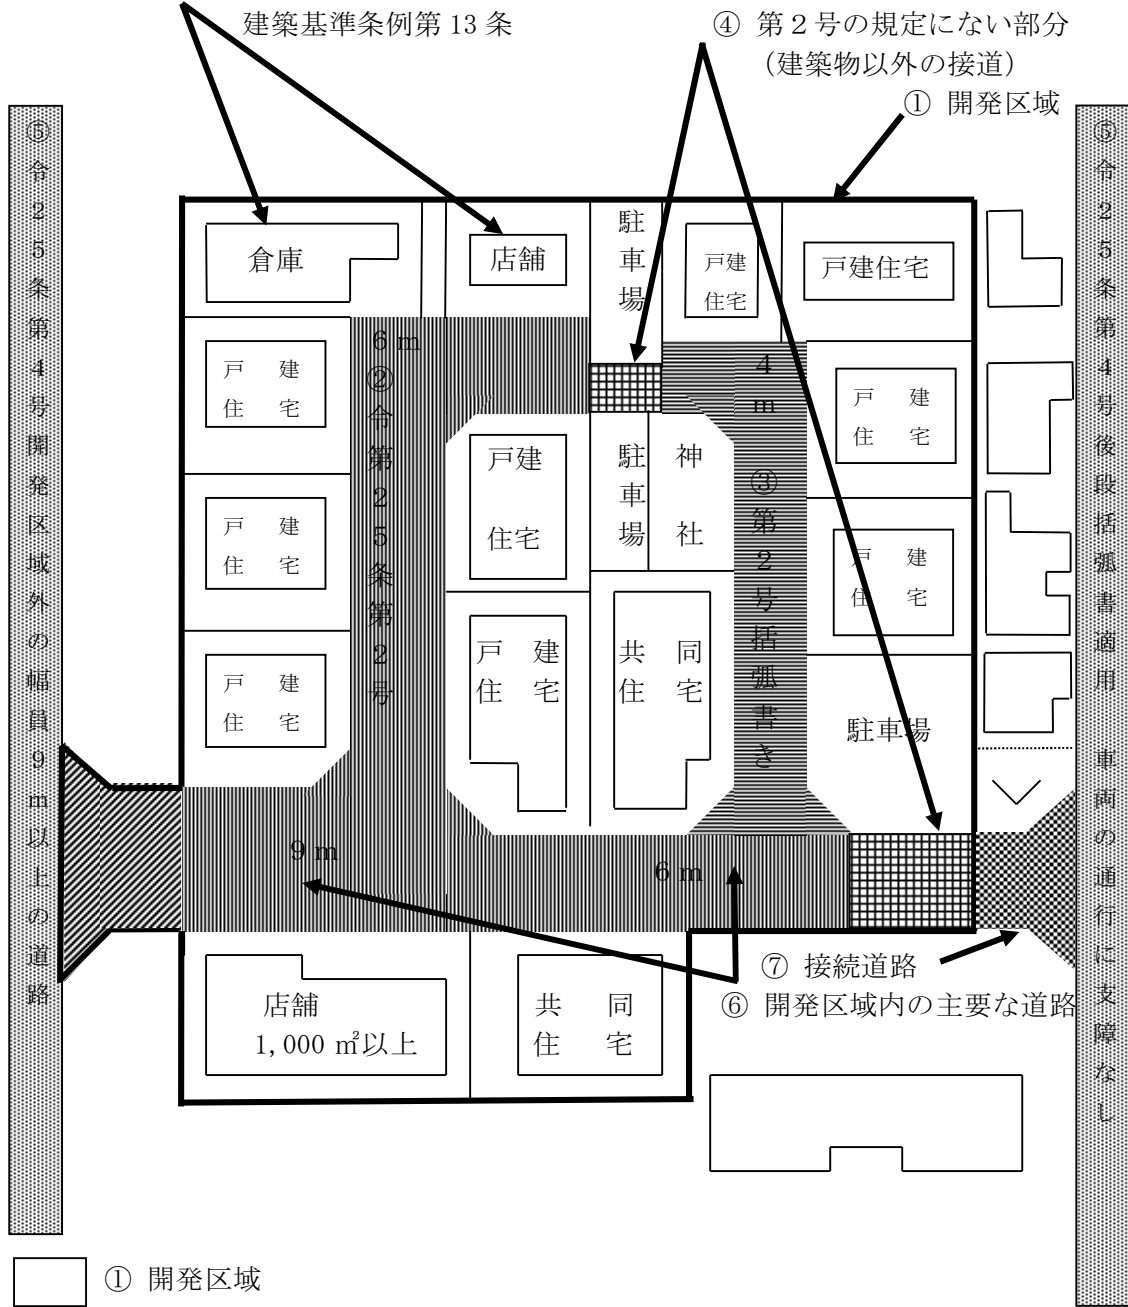 建築基準条例第 13 条
④ 第２号の規定にない部分
（建築物以外の接道）
① 開発区域
⑤令２５条第４号開発区域外の幅員９ｍ以上の道路
⑤令２５条第４号後段括弧書適用　車両の通行に支障なし
倉庫
店舗
駐車場
戸建
住宅
戸建住宅
6 m
②令第２５条第２号
4 m
③第２号括弧書き
戸　建
住　宅
戸建
住宅
駐車場
神社
戸　建
住　宅
戸　建
住　宅
戸　建
住　宅
戸　建
住　宅
戸　建
住　宅
共　同
住　宅
戸　建
住　宅
駐車場
9 m
6 m
⑦ 接続道路
⑥ 開発区域内の主要な道路
店舗
1,000 ㎡以上
共　同
住　宅
① 開発区域